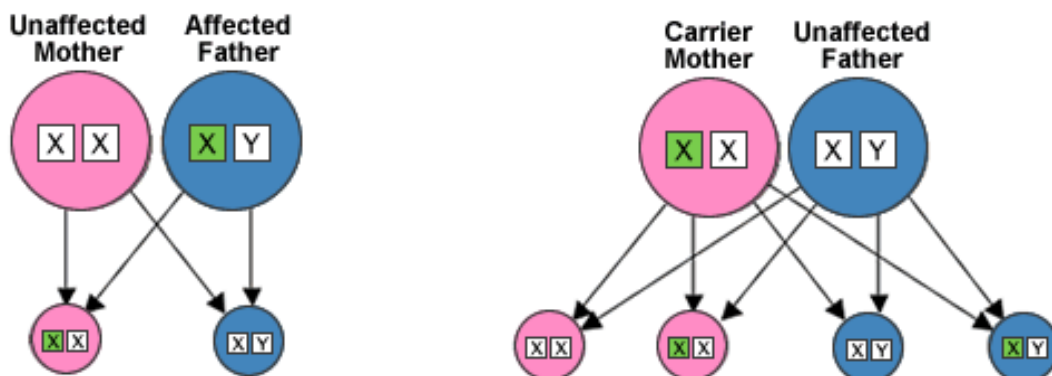 Unaffected Mother
Affected Father
X X
X Y
X X
X Y
Carrier Mother
Unaffected Father
X X
X Y
X X
X X
X Y
X Y